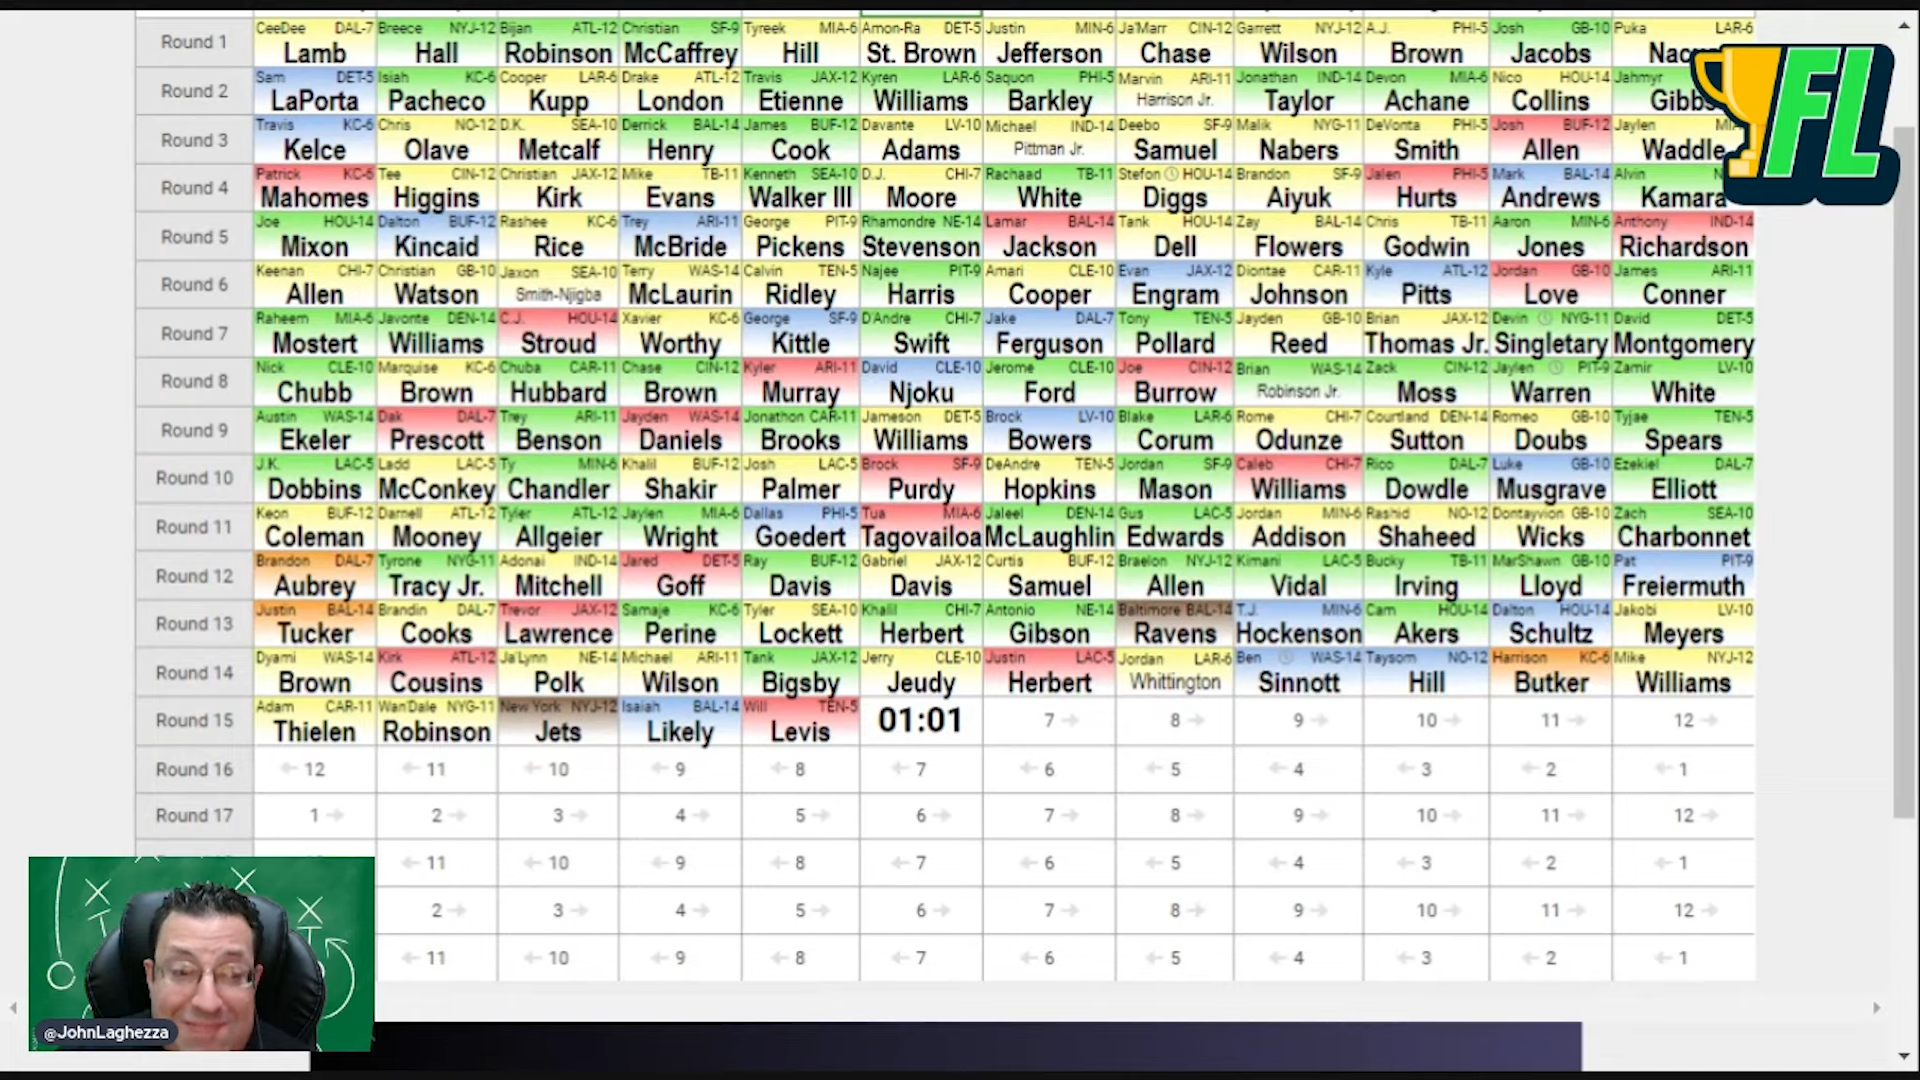 Round 1
CeeDee DAL-7 Lamb
Breece NYJ-12 Hall
Bijan ATL-12 Robinson
Christian SF-9 McCaffrey
Tyreek MIA-6 Hill
Amon-Ra DET-5 St. Brown
Justin MIN-6 Jefferson
Ja'Marr CIN-12 Chase
Garrett NYJ-12 Wilson
A.J. PHI-5 Brown
Josh GB-10 Jacobs
Puka LAR-6
FL
Round 2
Sam DET-5 LaPorta
Isiah KC-6 Pacheco
Cooper LAR-6 Kupp
Drake ATL-12 London
Travis JAX-12 Etienne
Kyren LAR-6 Williams
Saquon PHI-5 Barkley
Marvin ARI-11 Harrison Jr.
Jonathan IND-14 Taylor
Devon MIA-6 Achane
Nico HOU-14 Collins
Jahmyr
Round 3
Travis KC-6 Kelce
Chris NO-12 Olave
D.K. SEA-10 Metcalf
Derrick BAL-14 Henry
James BUF-12 Cook
Davante LV-10 Adams
Michael IND-14 Pittman Jr.
Deebo SF-9 Samuel
Malik NYG-11 Nabers
DeVonta PHI-5 Smith
Josh BUF-12 Allen
Jaylen Waddle
Round 4
Patrick KC-6 Mahomes
Tee CIN-12 Higgins
Christian JAX-12 Kirk
Mike TB-11 Evans
Kenneth SEA-10 Walker III
D.J. CHI-7 Moore
Rachaad TB-11 White
Stefon HOU-14 Diggs
Brandon SF-9 Aiyuk
Jalen PHI-5 Hurts
Mark BAL-14 Andrews
Alvin Kamara
Round 5
Joe HOU-14 Mixon
Dalton BUF-12 Kincaid
Rashee KC-6 Rice
Trey ARI-11 McBride
George PIT-9 Pickens
Rhamondre NE-14 Stevenson
Lamar BAL-14 Jackson
Tank HOU-14 Dell
Zay BAL-14 Flowers
Chris TB-11 Godwin
Aaron MIN-6 Jones
Anthony IND-14 Richardson
Round 6
Keenan CHI-7 Allen
Christian GB-10 Watson
Jaxon SEA-10 Smith-Njigba
Terry WAS-14 McLaurin
Calvin TEN-5 Ridley
Najee PIT-9 Harris
Amari CLE-10 Cooper
Evan JAX-12 Engram
Diontae CAR-11 Johnson
Kyle ATL-12 Pitts
Jordan GB-10 Love
James ARI-11 Conner
Round 7
Raheem MIA-6 Mostert
Javonte DEN-14 Williams
C.J. HOU-14 Stroud
Xavier KC-6 Worthy
George SF-9 Kittle
D'Andre CHI-7 Swift
Jake DAL-7 Ferguson
Tony TEN-5 Pollard
Jayden GB-10 Reed
Brian JAX-12 Thomas Jr.
Devin NYG-11 Singletary
David DET-5 Montgomery
Round 8
Nick CLE-10 Chubb
Marquise KC-6 Brown
Chuba CAR-11 Hubbard
Chase CIN-12 Brown
Kyler ARI-11 Murray
David CLE-10 Njoku
Jerome CLE-10 Ford
Joe CIN-12 Burrow
Brian WAS-14 Robinson Jr.
Zack CIN-12 Moss
Jaylen PIT-9 Warren
Zamir LV-10 White
Round 9
Austin WAS-14 Ekeler
Dak DAL-7 Prescott
Trey ARI-11 Benson
Jayden WAS-14 Daniels
Jonathon CAR-11 Brooks
Jameson DET-5 Williams
Brock LV-10 Bowers
Blake LAR-6 Corum
Rome CHI-7 Odunze
Courtland DEN-14 Sutton
Romeo GB-10 Doubs
Tyjae TEN-5 Spears
Round 10
J.K. LAC-5 Dobbins
Ladd LAC-5 McConkey
Ty MIN-6 Chandler
Khalil BUF-12 Shakir
Josh LAC-5 Palmer
Brock SF-9 Purdy
DeAndre TEN-5 Hopkins
Jordan SF-9 Mason
Caleb CHI-7 Williams
Rico DAL-7 Dowdle
Luke GB-10 Musgrave
Ezekiel DAL-7 Elliott
Round 11
Keon BUF-12 Coleman
Darnell ATL-12 Mooney
Tyler ATL-12 Allgeier
Jaylen MIA-6 Wright
Dallas PHI-5 Goedert
Tua MIA-6 Tagovailoa
Jaleel DEN-14 McLaughlin
Gus LAC-5 Edwards
Jordan MIN-6 Addison
Rashid NO-12 Shaheed
Dontayvion GB-10 Wicks
Zach SEA-10 Charbonnet
Round 12
Brandon DAL-7 Aubrey
Tyrone NYG-11 Tracy Jr.
Adonai IND-14 Mitchell
Jared DET-5 Goff
Ray BUF-12 Davis
Gabriel JAX-12 Davis
Curtis BUF-12 Samuel
Braelon NYJ-12 Allen
Kimani LAC-5 Vidal
Bucky TB-11 Irving
MarShawn GB-10 Lloyd
Pat PIT-9 Freiermuth
Round 13
Justin BAL-14 Tucker
Brandin DAL-7 Cooks
Trevor JAX-12 Lawrence
Samaje KC-6 Perine
Tyler SEA-10 Lockett
Khalil CHI-7 Herbert
Antonio NE-14 Gibson
Baltimore BAL-14 Ravens
T.J. MIN-6 Hockenson
Cam HOU-14 Akers
Dalton HOU-14 Schultz
Jakobi LV-10 Meyers
Round 14
Dyami WAS-14 Brown
Kirk ATL-12 Cousins
Ja'Lynn NE-14 Polk
Michael ARI-11 Wilson
Tank JAX-12 Bigsby
Jerry CLE-10 Jeudy
Justin LAC-5 Herbert
Jordan LAR-6 Whittington
Ben WAS-14 Sinnott
Taysom NO-12 Hill
Harrison KC-6 Butker
Mike NYJ-12 Williams
Round 15
Adam CAR-11 Thielen
Wan'Dale NYG-11 Robinson
New York NYJ-12 Jets
Isaiah BAL-14 Likely
Will TEN-5 Levis
01:01
7 → 8 → 9 → 10 → 11 → 12 →
Round 16 ← 12 ← 11 ← 10 ← 9 ← 8 ← 7 ← 6 ← 5 ← 4 ← 3 ← 2 ← 1
Round 17 1 → 2 → 3 → 4 → 5 → 6 → 7 → 8 → 9 → 10 → 11 → 12 →
← 11 ← 10 ← 9 ← 8 ← 7 ← 6 ← 5 ← 4 ← 3 ← 2 ← 1
2 → 3 → 4 → 5 → 6 → 7 → 8 → 9 → 10 → 11 → 12 →
← 11 ← 10 ← 9 ← 8 ← 7 ← 6 ← 5 ← 4 ← 3 ← 2 ← 1
@JohnLaghezza